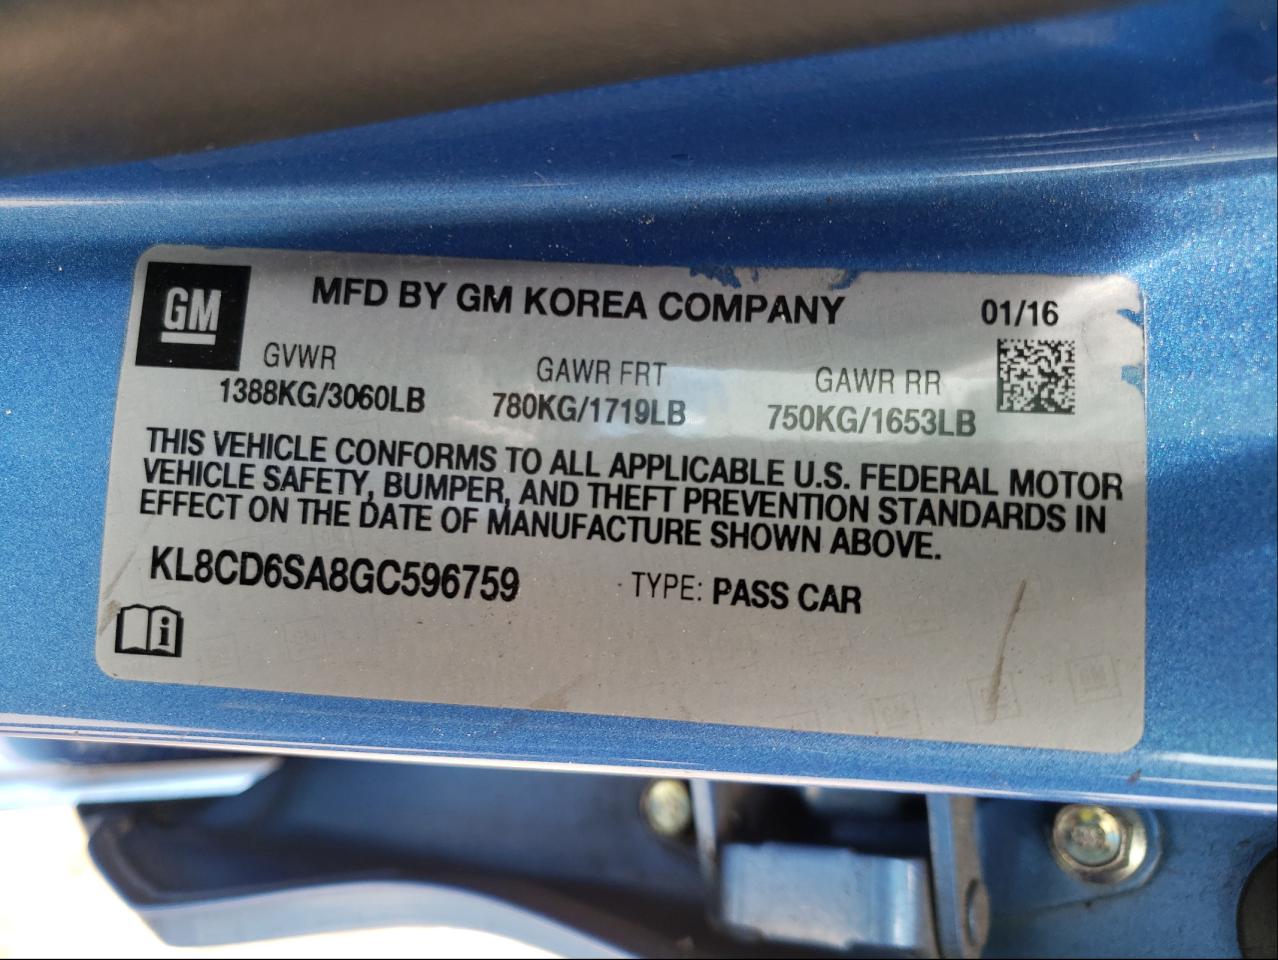 GM
MFD BY GM KOREA COMPANY
01/16
GVWR
GAWR FRT
GAWR RR
1388KG/3060LB
780KG/1719LB
750KG/1653LB
THIS VEHICLE CONFORMS TO ALL APPLICABLE U.S. FEDERAL MOTOR
VEHICLE SAFETY, BUMPER, AND THEFT PREVENTION STANDARDS IN
EFFECT ON THE DATE OF MANUFACTURE SHOWN ABOVE.
KL8CD6SA8GC596759
TYPE: PASS CAR
i